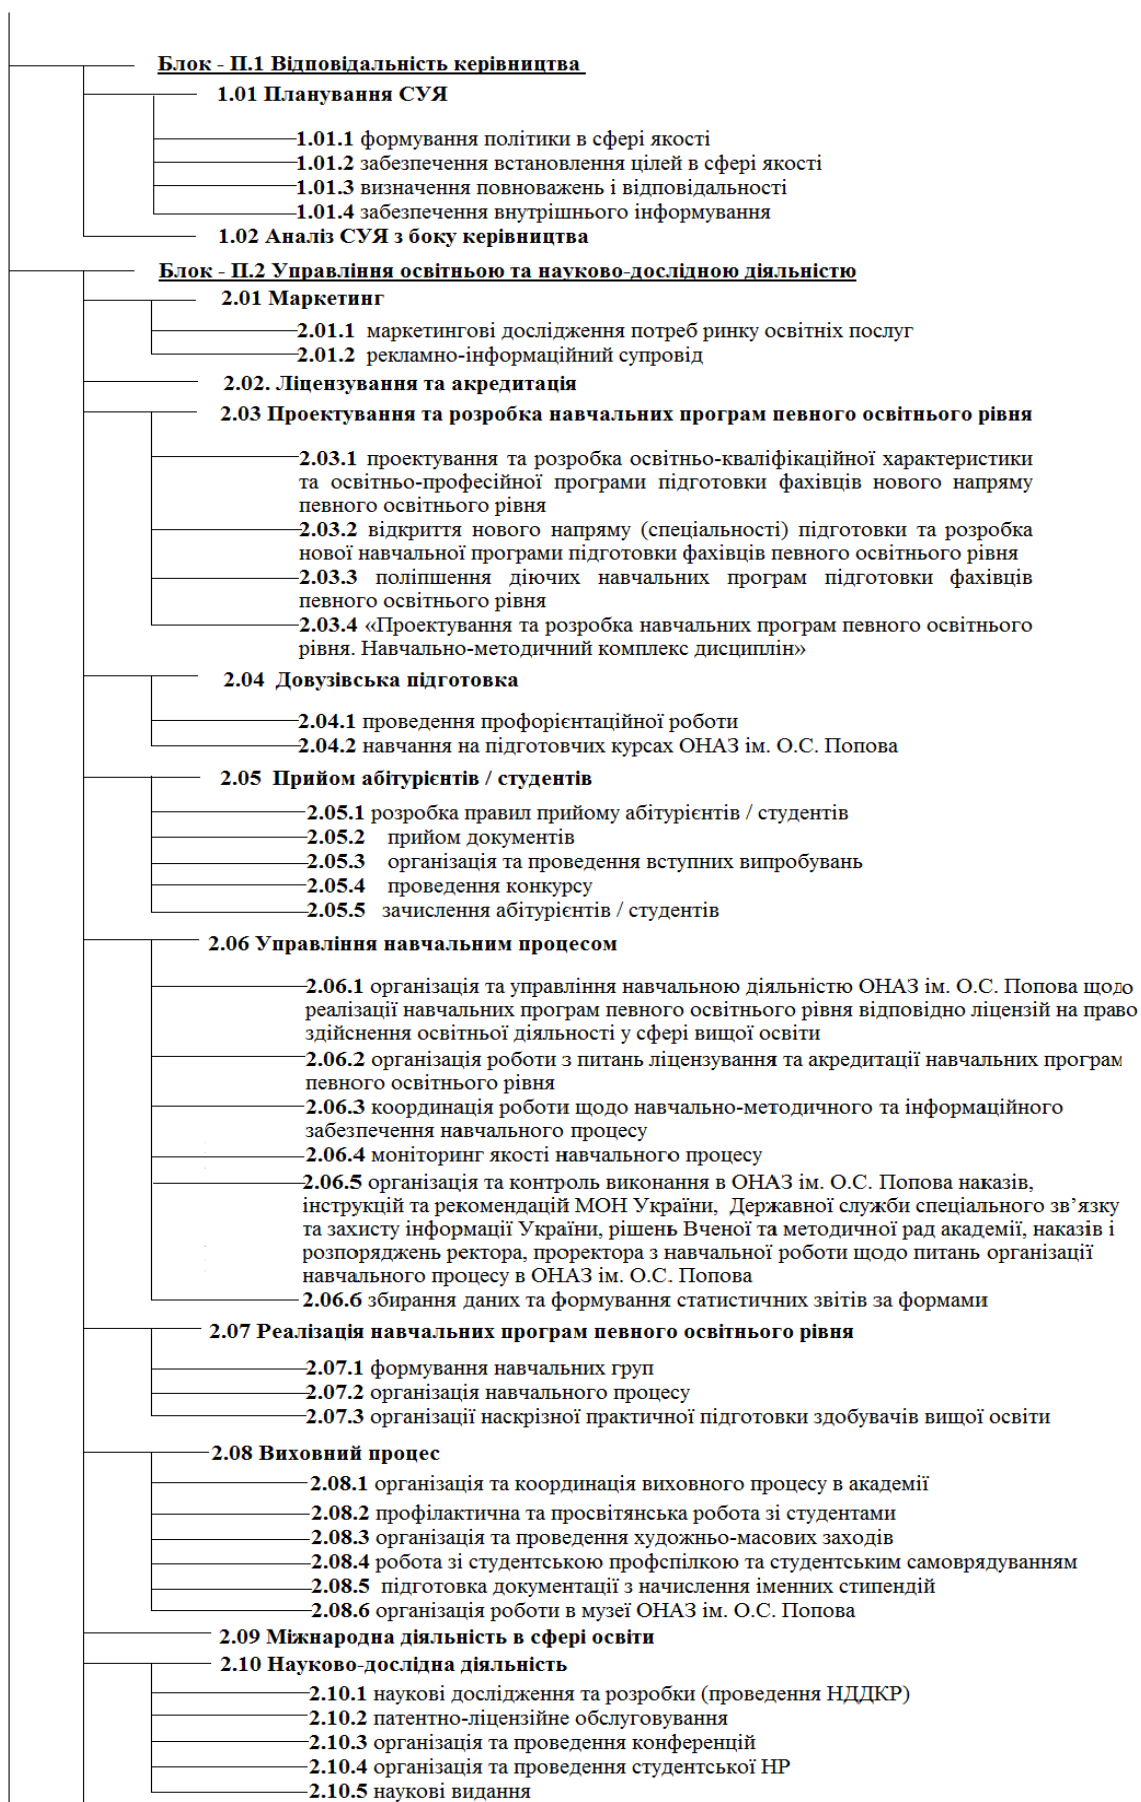 Блок - П.1 Відповідальність керівництва
1.01 Планування СУЯ
1.01.1 формування політики в сфері якості
1.01.2 забезпечення встановлення цілей в сфері якості
1.01.3 визначення повноважень і відповідальності
1.01.4 забезпечення внутрішнього інформування
1.02 Аналіз СУЯ з боку керівництва
Блок - П.2 Управління освітньою та науково-дослідною діяльністю
2.01 Маркетинг
2.01.1 маркетингові дослідження потреб ринку освітніх послуг
2.01.2 рекламно-інформаційний супровід
2.02. Ліцензування та акредитація
2.03 Проектування та розробка навчальних програм певного освітнього рівня
2.03.1 проектування та розробка освітньо-кваліфікаційної характеристики
та освітньо-професійної програми підготовки фахівців нового напряму
певного освітнього рівня
2.03.2 відкриття нового напряму (спеціальності) підготовки та розробка
нової навчальної програми підготовки фахівців певного освітнього рівня
2.03.3 поліпшення діючих навчальних програм підготовки фахівців
певного освітнього рівня
2.03.4 «Проектування та розробка навчальних програм певного освітнього
рівня. Навчально-методичний комплекс дисциплін»
2.04 Довузівська підготовка
2.04.1 проведення профорієнтаційної роботи
2.04.2 навчання на підготовчих курсах ОНАЗ ім. О.С. Попова
2.05 Прийом абітурієнтів / студентів
2.05.1 розробка правил прийому абітурієнтів / студентів
2.05.2 прийом документів
2.05.3 організація та проведення вступних випробувань
2.05.4 проведення конкурсу
2.05.5 зачислення абітурієнтів / студентів
2.06 Управління навчальним процесом
2.06.1 організація та управління навчальною діяльністю ОНАЗ ім. О.С. Попова щодо
реалізації навчальних програм певного освітнього рівня відповідно ліцензій на право
здійснення освітньої діяльності у сфері вищої освіти
2.06.2 організація роботи з питань ліцензування та акредитації навчальних програм
певного освітнього рівня
2.06.3 координація роботи щодо навчально-методичного та інформаційного
забезпечення навчального процесу
2.06.4 моніторинг якості навчального процесу
2.06.5 організація та контроль виконання в ОНАЗ ім. О.С. Попова наказів,
інструкцій та рекомендацій МОН України, Державної служби спеціального зв’язку
та захисту інформації України, рішень Вченої та методичної рад академії, наказів і
розпоряджень ректора, проректора з навчальної роботи щодо питань організації
навчального процесу в ОНАЗ ім. О.С. Попова
2.06.6 збирання даних та формування статистичних звітів за формами
2.07 Реалізація навчальних програм певного освітнього рівня
2.07.1 формування навчальних груп
2.07.2 організація навчального процесу
2.07.3 організації наскрізної практичної підготовки здобувачів вищої освіти
2.08 Виховний процес
2.08.1 організація та координація виховного процесу в академії
2.08.2 профілактична та просвітянська робота зі студентами
2.08.3 організація та проведення художньо-масових заходів
2.08.4 робота зі студентською профспілкою та студентським самоврядуванням
2.08.5 підготовка документації з начислення іменних стипендій
2.08.6 організація роботи в музеї ОНАЗ ім. О.С. Попова
2.09 Міжнародна діяльність в сфері освіти
2.10 Науково-дослідна діяльність
2.10.1 наукові дослідження та розробки (проведення НДДКР)
2.10.2 патентно-ліцензійне обслуговування
2.10.3 організація та проведення конференцій
2.10.4 організація та проведення студентської НР
2.10.5 наукові видання